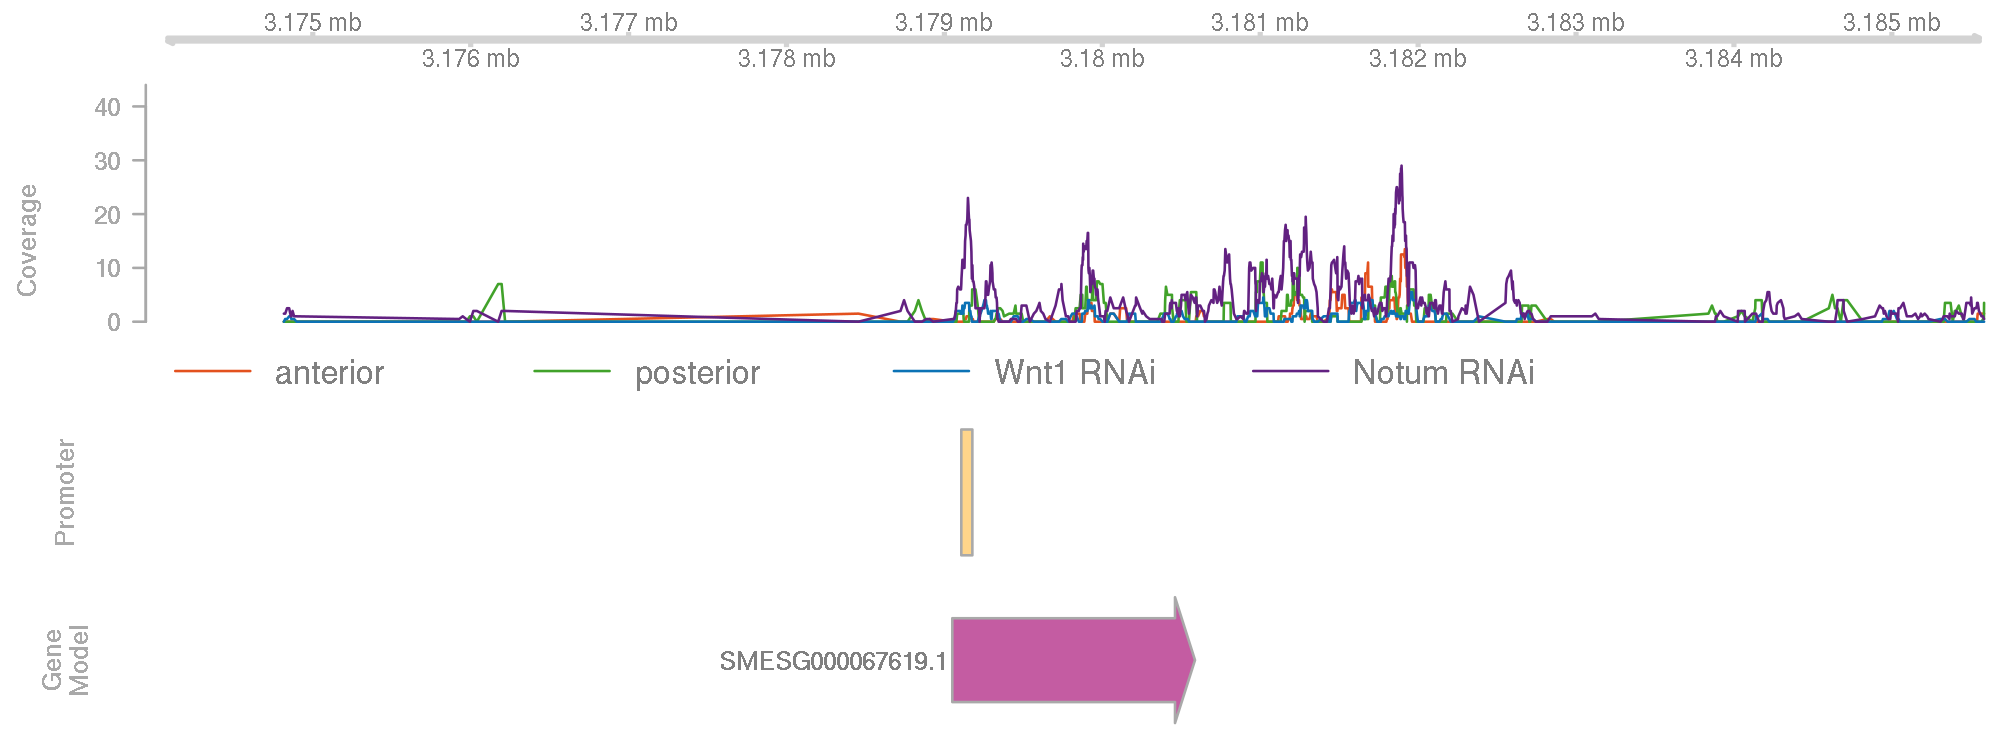 3.175 mb 3.177 mb 3.179 mb 3.181 mb 3.183 mb 3.185 mb
3.176 mb 3.178 mb 3.18 mb 3.182 mb 3.184 mb
Coverage
40
30
20
10
0
anterior posterior Wnt1 RNAi Notum RNAi
Promoter
Gene
Model
SMESG000067619.1